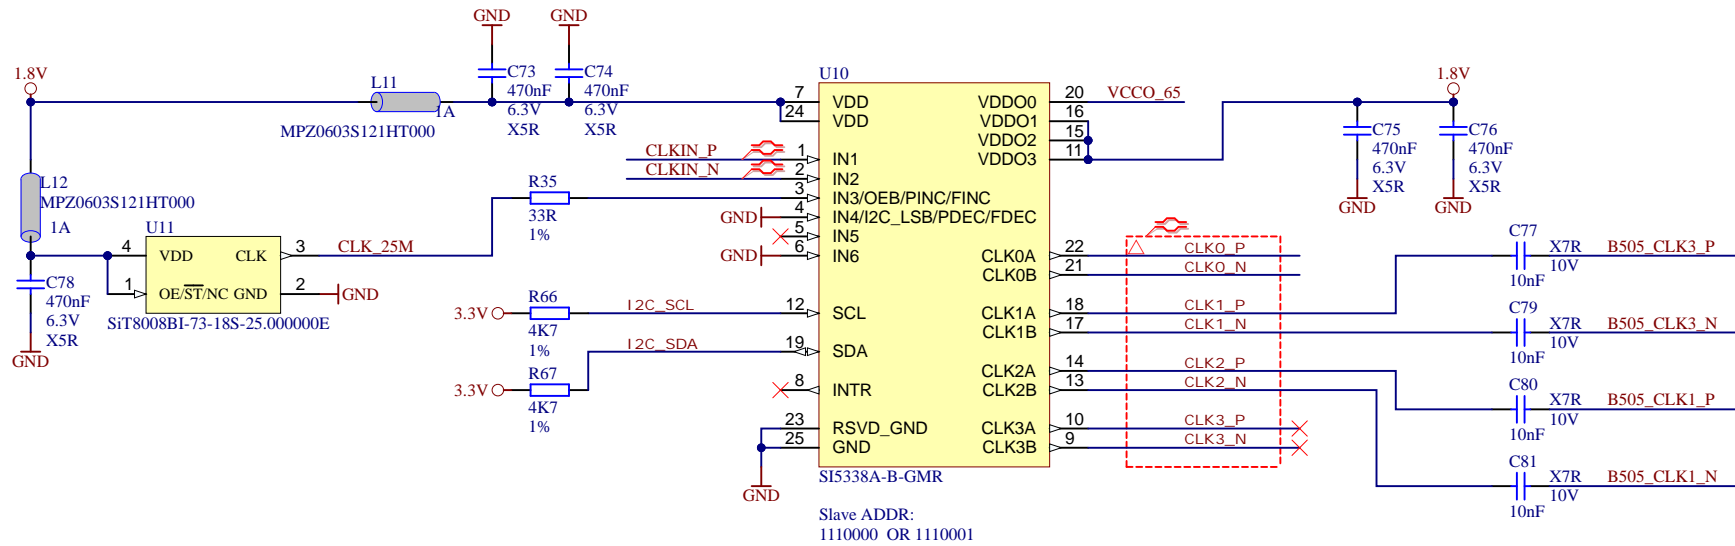 GND
GND
1.8V
L11
1A
MPZ0603S121HT000
C73
470nF
6.3V
X5R
C74
470nF
6.3V
X5R
L12
MPZ0603S121HT000
1A
U11
4
VDD
CLK
3
1
OE/ST/NC
GND
2
GND
SiT8008BI-73-18S-25.000000E
C78
470nF
6.3V
X5R
GND
CLK_25M
R35
33R
1%
CLKIN_P
CLKIN_N
GND
GND
3.3V
R66
4K7
1%
I2C_SCL
3.3V
R67
4K7
1%
I2C_SDA
GND
U10
7
VDD
24
VDD
1
IN1
2
IN2
3
IN3/OEB/PINC/FINC
4
IN4/I2C_LSB/PDEC/FDEC
5
IN5
6
IN6
12
SCL
19
SDA
8
INTR
23
RSVD_GND
25
GND
VDDO0
20
VCCO_65
VDDO1
16
VDDO2
15
VDDO3
11
CLK0A
22
CLK0_P
CLK0B
21
CLK0_N
CLK1A
18
CLK1_P
CLK1B
17
CLK1_N
CLK2A
14
CLK2_P
CLK2B
13
CLK2_N
CLK3A
10
CLK3_P
CLK3B
9
CLK3_N
SI5338A-B-GMR
Slave ADDR:
1110000 OR 1110001
1.8V
C75
470nF
6.3V
X5R
GND
C76
470nF
6.3V
X5R
GND
C77
X7R
10V
10nF
B505_CLK3_P
C79
X7R
10V
10nF
B505_CLK3_N
C80
X7R
10V
10nF
B505_CLK1_P
C81
X7R
10V
10nF
B505_CLK1_N